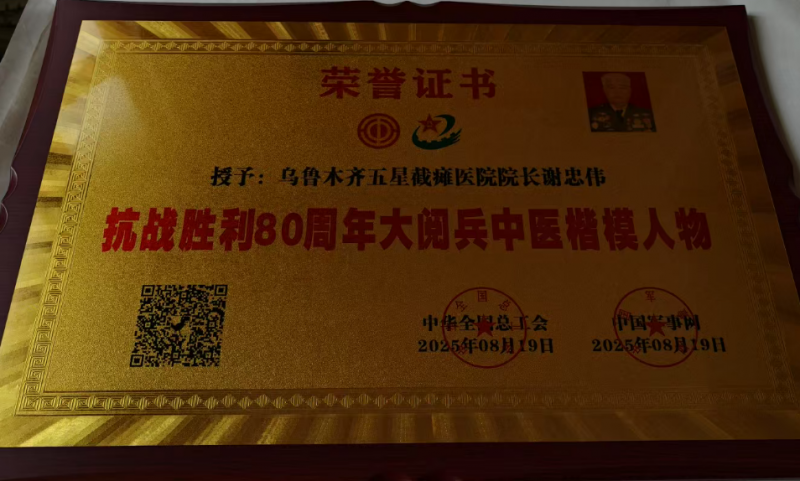 荣誉证书
授予：乌鲁木齐五星截瘫医院院长谢忠伟
抗战胜利80周年大阅兵中医楷模人物
中华全国总工会
2025年08月19日
中国军事网
2025年08月19日